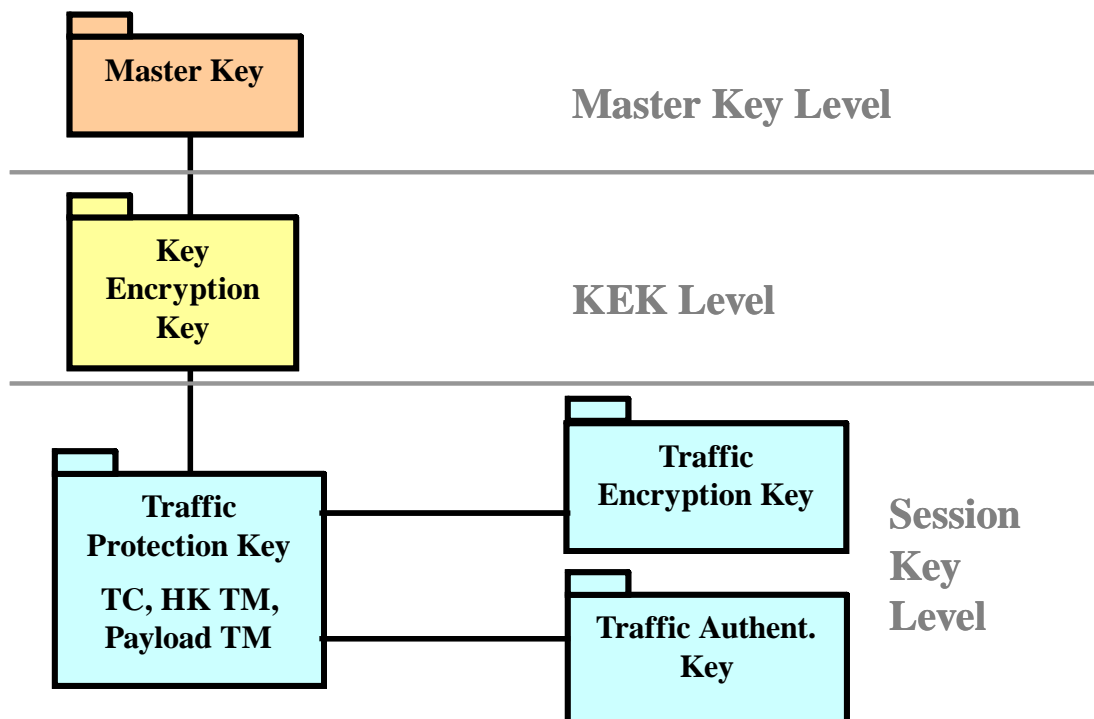 Master Key
Master Key Level
Key
Encryption
Key
KEK Level
Traffic
Protection Key
TC, HK TM,
Payload TM
Traffic
Encryption Key
Traffic Authent.
Key
Session
Key
Level